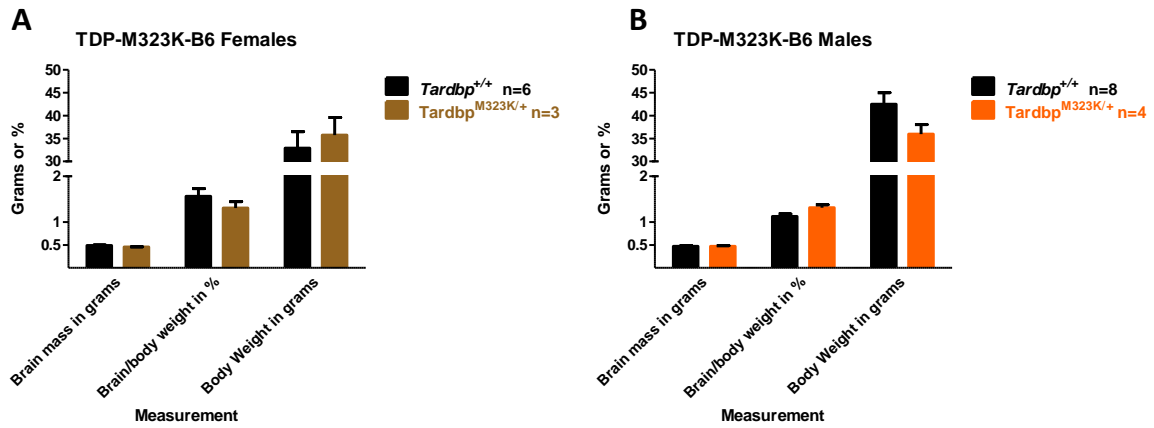 A
TDP-M323K-B6 Females
50
45
40
35
30
2
1
0.5
Grams or %
Brain mass in grams
Brain/body weight in %
Body Weight in grams
Measurement
Tardbp+/+ n=6
TardbpM323K/+ n=3
B
TDP-M323K-B6 Males
50
45
40
35
30
2
1
0.5
Grams or %
Brain mass in grams
Brain/body weight in %
Body Weight in grams
Measurement
Tardbp+/+ n=8
TardbpM323K/+ n=4